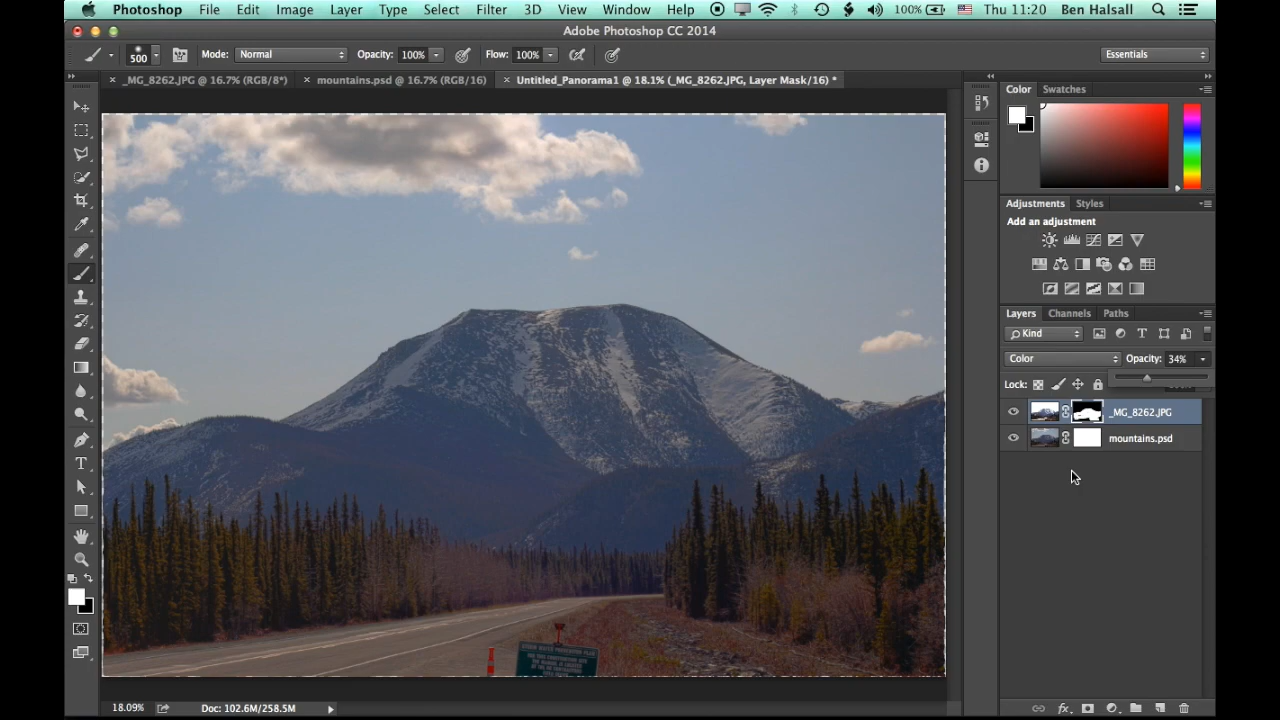 Photoshop File Edit Image Layer Type Select Filter 3D View Window Help 100% Thu 11:20 Ben Halsall
Adobe Photoshop CC 2014
500 Mode: Normal Opacity: 100% Flow: 100% Essentials
_MG_8262.JPG @ 16.7% (RGB/8*) mountains.psd @ 16.7% (RGB/16) Untitled_Panorama1 @ 18.1% (_MG_8262.JPG, Layer Mask/16) *
Color Swatches
Adjustments Styles
Add an adjustment
Layers Channels Paths
Kind
Color Opacity: 34%
Lock:
_MG_8262.JPG
mountains.psd
T
18.09% Doc: 102.6M/258.5M
fx